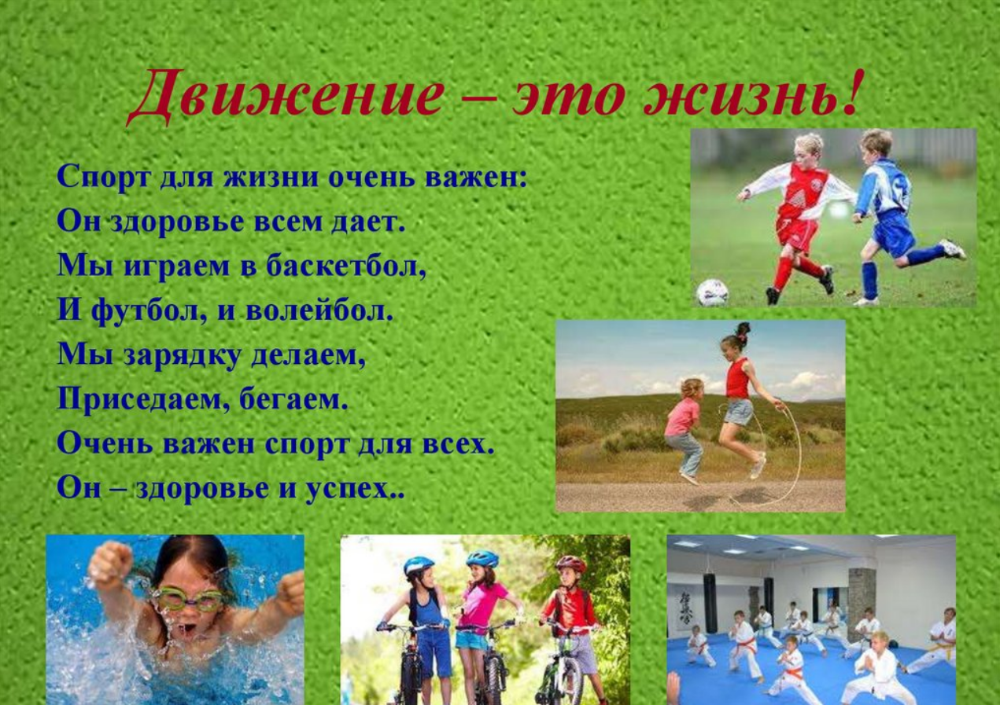 Движение – это жизнь!
Спорт для жизни очень важен:
Он здоровье всем дает.
Мы играем в баскетбол,
И футбол, и волейбол.
Мы зарядку делаем,
Приседаем, бегаем.
Очень важен спорт для всех.
Он – здоровье и успех..